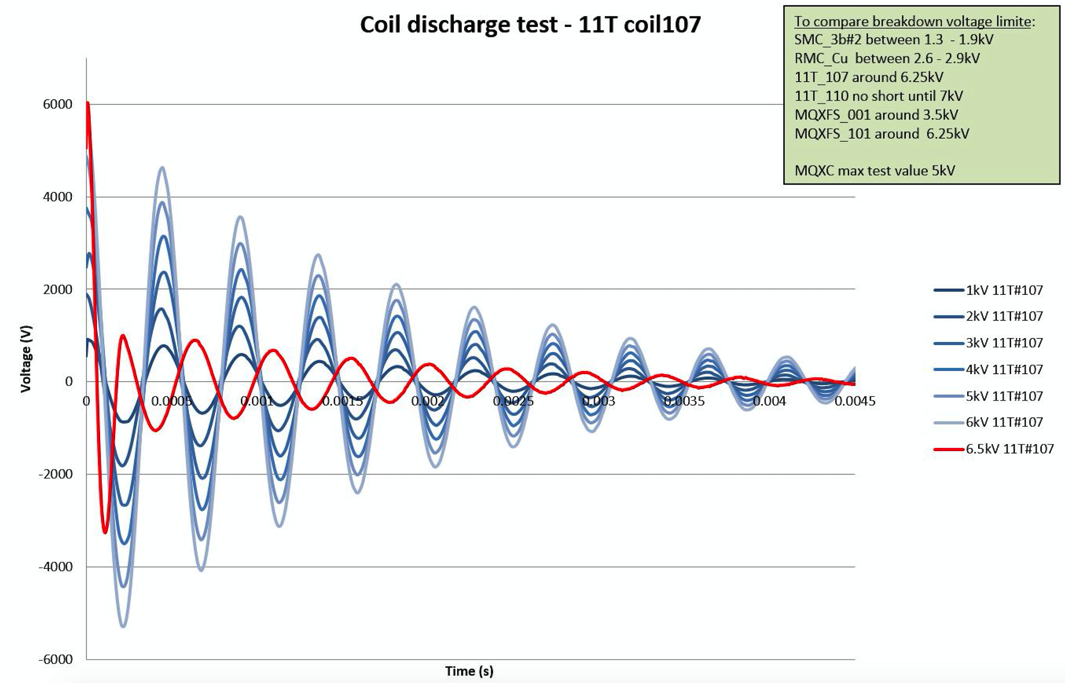 Coil discharge test - 11T coil107
To compare breakdown voltage limite:
SMC_3b#2 between 1.3 - 1.9kV
RMC_Cu between 2.6 - 2.9kV
11T_107 around 6.25kV
11T_110 no short until 7kV
MQXFS_001 around 3.5kV
MQXFS_101 around 6.25kV
MQXC max test value 5kV
6000
4000
2000
0
-2000
-4000
-6000
Voltage (V)
0
0.0005
0.001
0.0015
0.002
0.0025
0.003
0.0035
0.004
0.0045
Time (s)
1kV 11T#107
2kV 11T#107
3kV 11T#107
4kV 11T#107
5kV 11T#107
6kV 11T#107
6.5kV 11T#107